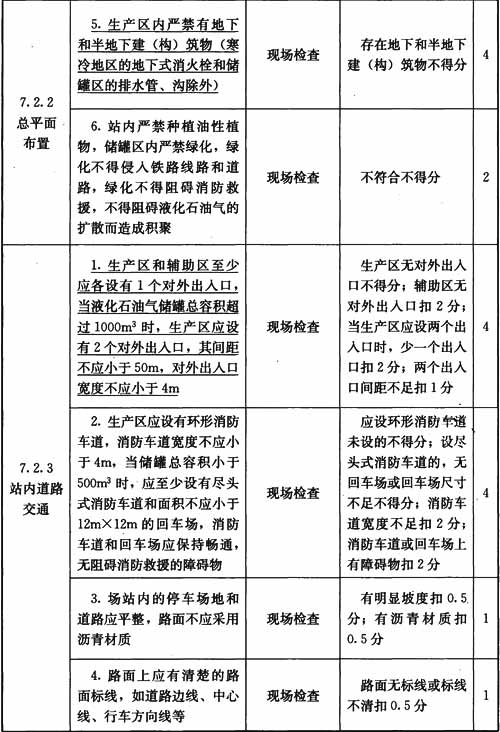 7.2.2
总平面
布置
5. 生产区内严禁有地下
和半地下建（构）筑物（寒
冷地区的地下式消火栓和储
罐区的排水管、沟除外）
现场检查
存在地下和半地下
建（构）筑物不得分
4
6. 站内严禁种植油性植
物，储罐区内严禁绿化，绿
化不得侵入铁路线路和道
路，绿化不得阻碍消防救
援，不得阻碍液化石油气的
扩散而造成积聚
现场检查
不符合不得分
2
7.2.3
站内道路
交通
1. 生产区和辅助区至少
应各设有1个对外出入口，
当液化石油气储罐总容积超
过1000m³时，生产区应设
有2个对外出入口，其间距
不应小于50m，对外出入口
宽度不应小于4m
现场检查
生产区无对外出入
口不得分；辅助区无
对外出入口扣2分；
当生产区应设两个出
入口时，少一个出入
口扣2分；两个出入
口间距不足扣1分
4
2. 生产区应设有环形消防
车道，消防车道宽度不应小
于4m，当储罐总容积小于
500m³时，应至少设有尽头
式消防车道和面积不应小于
12m×12m的回车场，消防
车道和回车场应保持畅通，
无阻碍消防救援的障碍物
现场检查
应设环形消防车道
未设的不得分；设尽
头式消防车道的，无
回车场或回车场尺寸
不足不得分；消防车
道宽度不足扣2分；
消防车道或回车场上
有障碍物扣2分
4
3. 场站内的停车场地和
道路应平整，路面不应采用
沥青材质
现场检查
有明显坡度扣0.5
分；有沥青材质扣
0.5分
1
4. 路面上应有清楚的路
面标线，如道路边线、中心
线、行车方向线等
现场检查
路面无标线或标线
不清扣0.5分
1